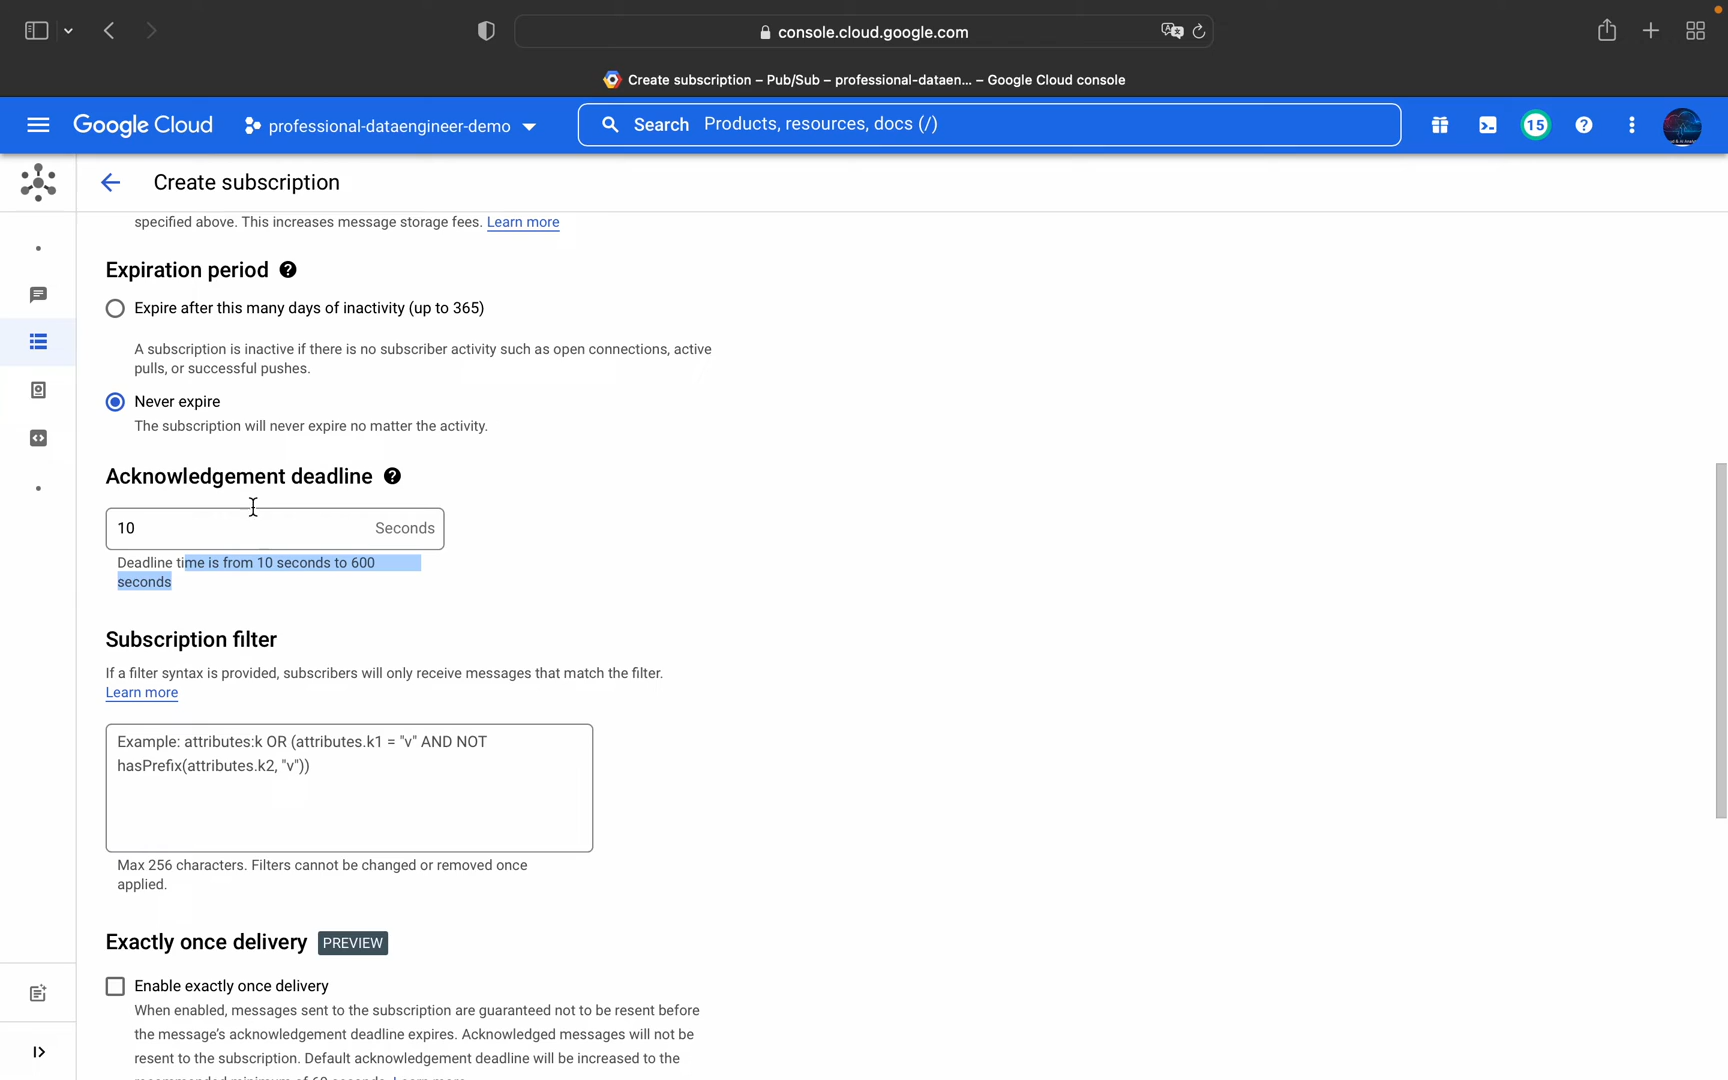 console.cloud.google.com
Create subscription – Pub/Sub – professional-dataen... – Google Cloud console
Google Cloud
professional-dataengineer-demo
Search Products, resources, docs (/)
15
Create subscription
specified above. This increases message storage fees. Learn more
Expiration period
Expire after this many days of inactivity (up to 365)
A subscription is inactive if there is no subscriber activity such as open connections, active
pulls, or successful pushes.
Never expire
The subscription will never expire no matter the activity.
Acknowledgement deadline
10 Seconds
Deadline time is from 10 seconds to 600
seconds
Subscription filter
If a filter syntax is provided, subscribers will only receive messages that match the filter.
Learn more
Example: attributes:k OR (attributes.k1 = "v" AND NOT
hasPrefix(attributes.k2, "v"))
Max 256 characters. Filters cannot be changed or removed once
applied.
Exactly once delivery PREVIEW
Enable exactly once delivery
When enabled, messages sent to the subscription are guaranteed not to be resent before
the message's acknowledgement deadline expires. Acknowledged messages will not be
resent to the subscription. Default acknowledgement deadline will be increased to the